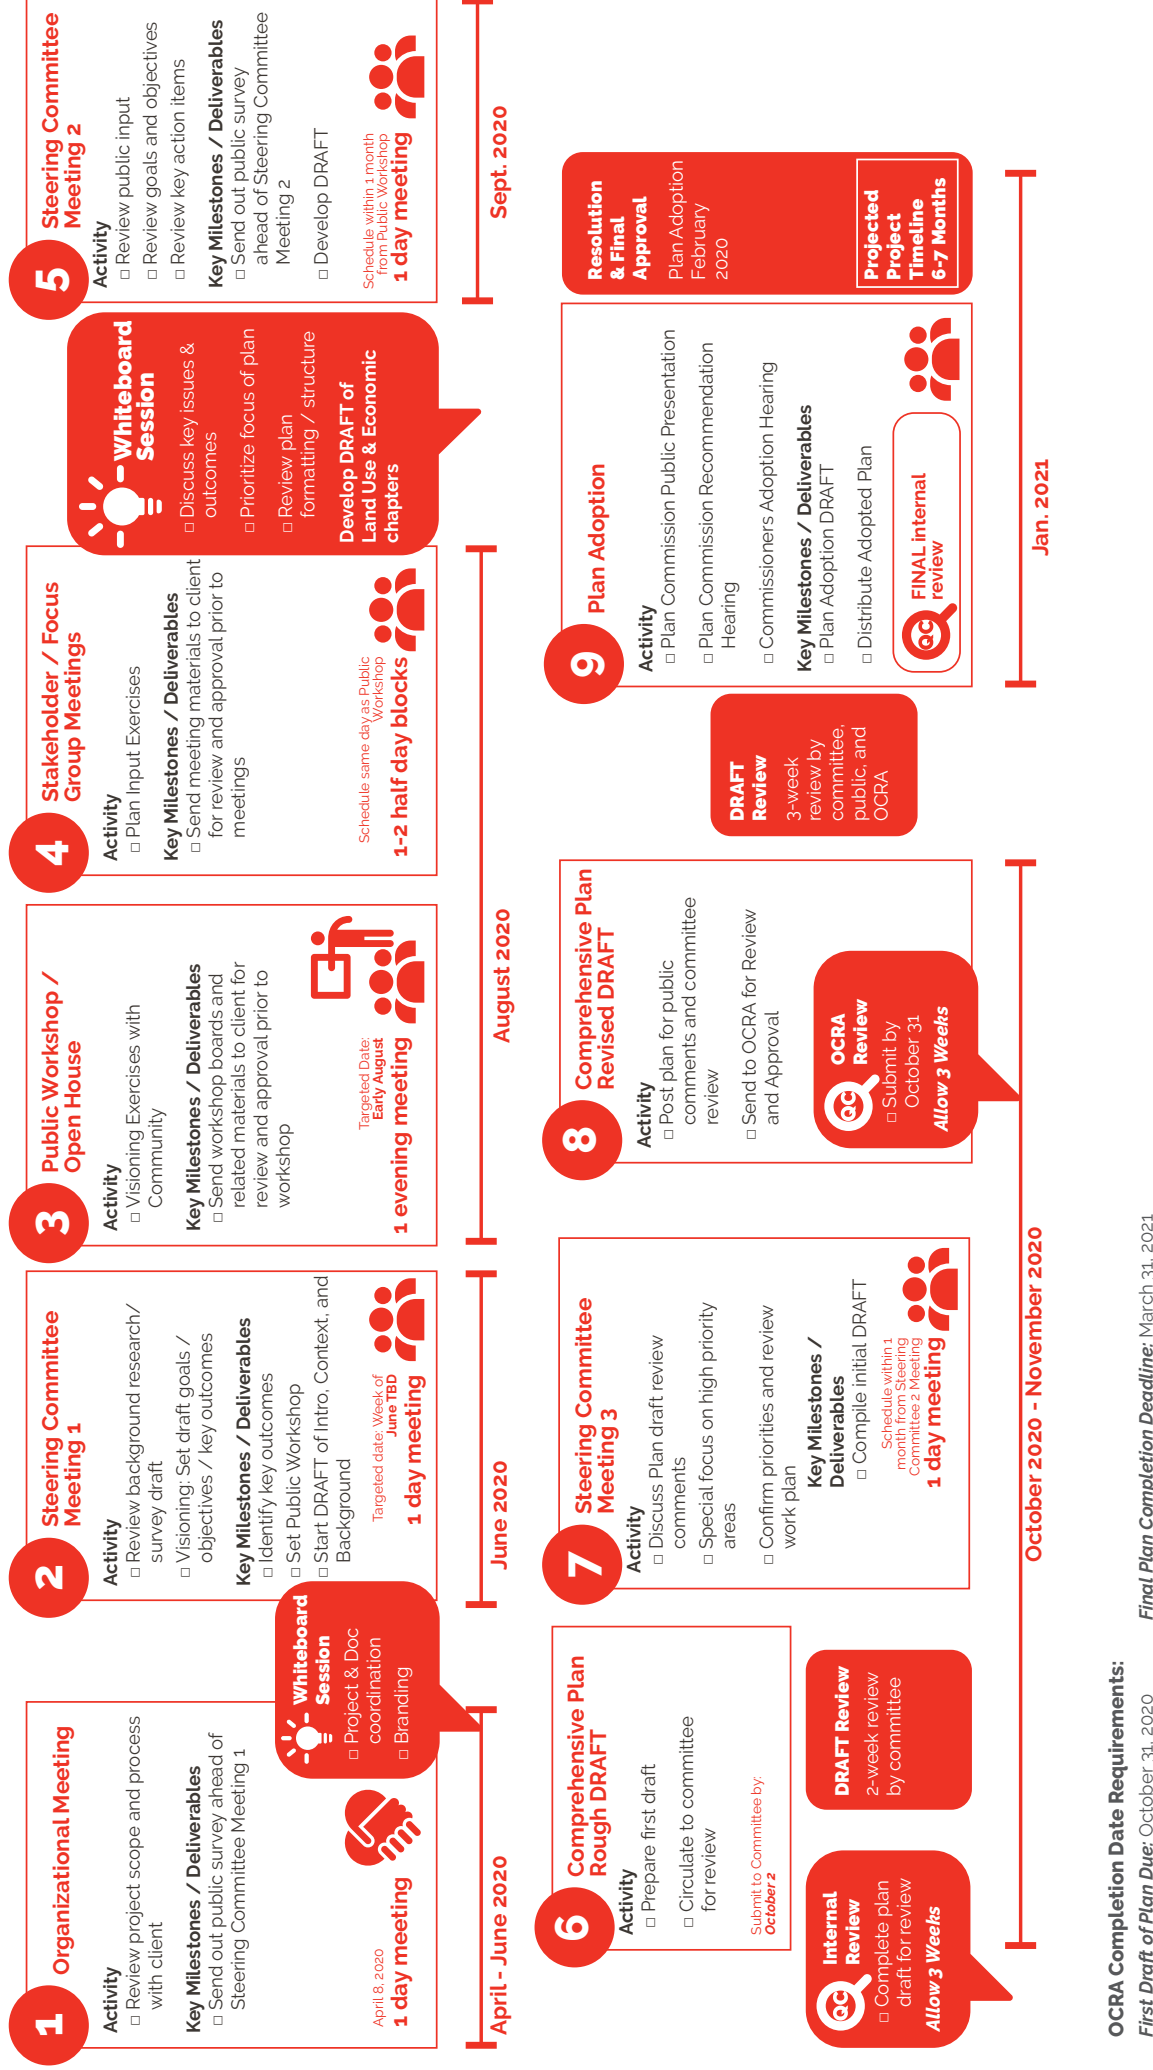 1
Organizational Meeting
Activity
□ Review project scope and process
with client
Key Milestones / Deliverables
□ Send out public survey ahead of
Steering Committee Meeting 1
April 8, 2020
1 day meeting
Whiteboard
Session
□ Project & Doc
coordination
□ Branding
April - June 2020
2
Steering Committee
Meeting 1
Activity
□ Review background research/
survey draft
□ Visioning: Set draft goals /
objectives / key outcomes
Key Milestones / Deliverables
□ Identify key outcomes
□ Set Public Workshop
□ Start DRAFT of Intro, Context, and
Background
Targeted date: Week of
June TBD
1 day meeting
June 2020
3
Public Workshop /
Open House
Activity
□ Visioning Exercises with
Community
Key Milestones / Deliverables
□ Send workshop boards and
related materials to client for
review and approval prior to
workshop
Targeted Date:
Early August
1 evening meeting
4
Stakeholder / Focus
Group Meetings
Activity
□ Plan Input Exercises
Key Milestones / Deliverables
□ Send meeting materials to client
for review and approval prior to
meetings
Schedule same day as Public
Workshop
1-2 half day blocks
August 2020
Whiteboard
Session
□ Discuss key issues &
outcomes
□ Prioritize focus of plan
□ Review plan
formatting / structure
Develop DRAFT of
Land Use & Economic
chapters
5
Steering Committee
Meeting 2
Activity
□ Review public input
□ Review goals and objectives
□ Review key action items
Key Milestones / Deliverables
□ Send out public survey
ahead of Steering Committee
Meeting 2
□ Develop DRAFT
Schedule within 1 month
from Public Workshop
1 day meeting
Sept. 2020
6
Comprehensive Plan
Rough DRAFT
Activity
□ Prepare first draft
□ Circulate to committee
for review
Submit to Committee by:
October 2
QC
Internal
Review
□ Complete plan
draft for review
Allow 3 Weeks
DRAFT Review
2-week review
by committee
7
Steering Committee
Meeting 3
Activity
□ Discuss Plan draft review
comments
□ Special focus on high priority
areas
□ Confirm priorities and review
work plan
Key Milestones /
Deliverables
□ Compile initial DRAFT
Schedule within 1
month from Steering
Committee 2 Meeting
1 day meeting
8
Comprehensive Plan
Revised DRAFT
Activity
□ Post plan for public
comments and committee
review
□ Send to OCRA for Review
and Approval
QC
OCRA
Review
□ Submit by
October 31
Allow 3 Weeks
October 2020 - November 2020
DRAFT
Review
3-week
review by
committee,
public, and
OCRA
9
Plan Adoption
Activity
□ Plan Commission Public Presentation
□ Plan Commission Recommendation
Hearing
□ Commissioners Adoption Hearing
Key Milestones / Deliverables
□ Plan Adoption DRAFT
□ Distribute Adopted Plan
QC
FINAL internal
review
Resolution
& Final
Approval
Plan Adoption
February
2020
Projected
Project
Timeline
6-7 Months
Jan. 2021
OCRA Completion Date Requirements:
First Draft of Plan Due: October 31, 2020
Final Plan Completion Deadline: March 31, 2021